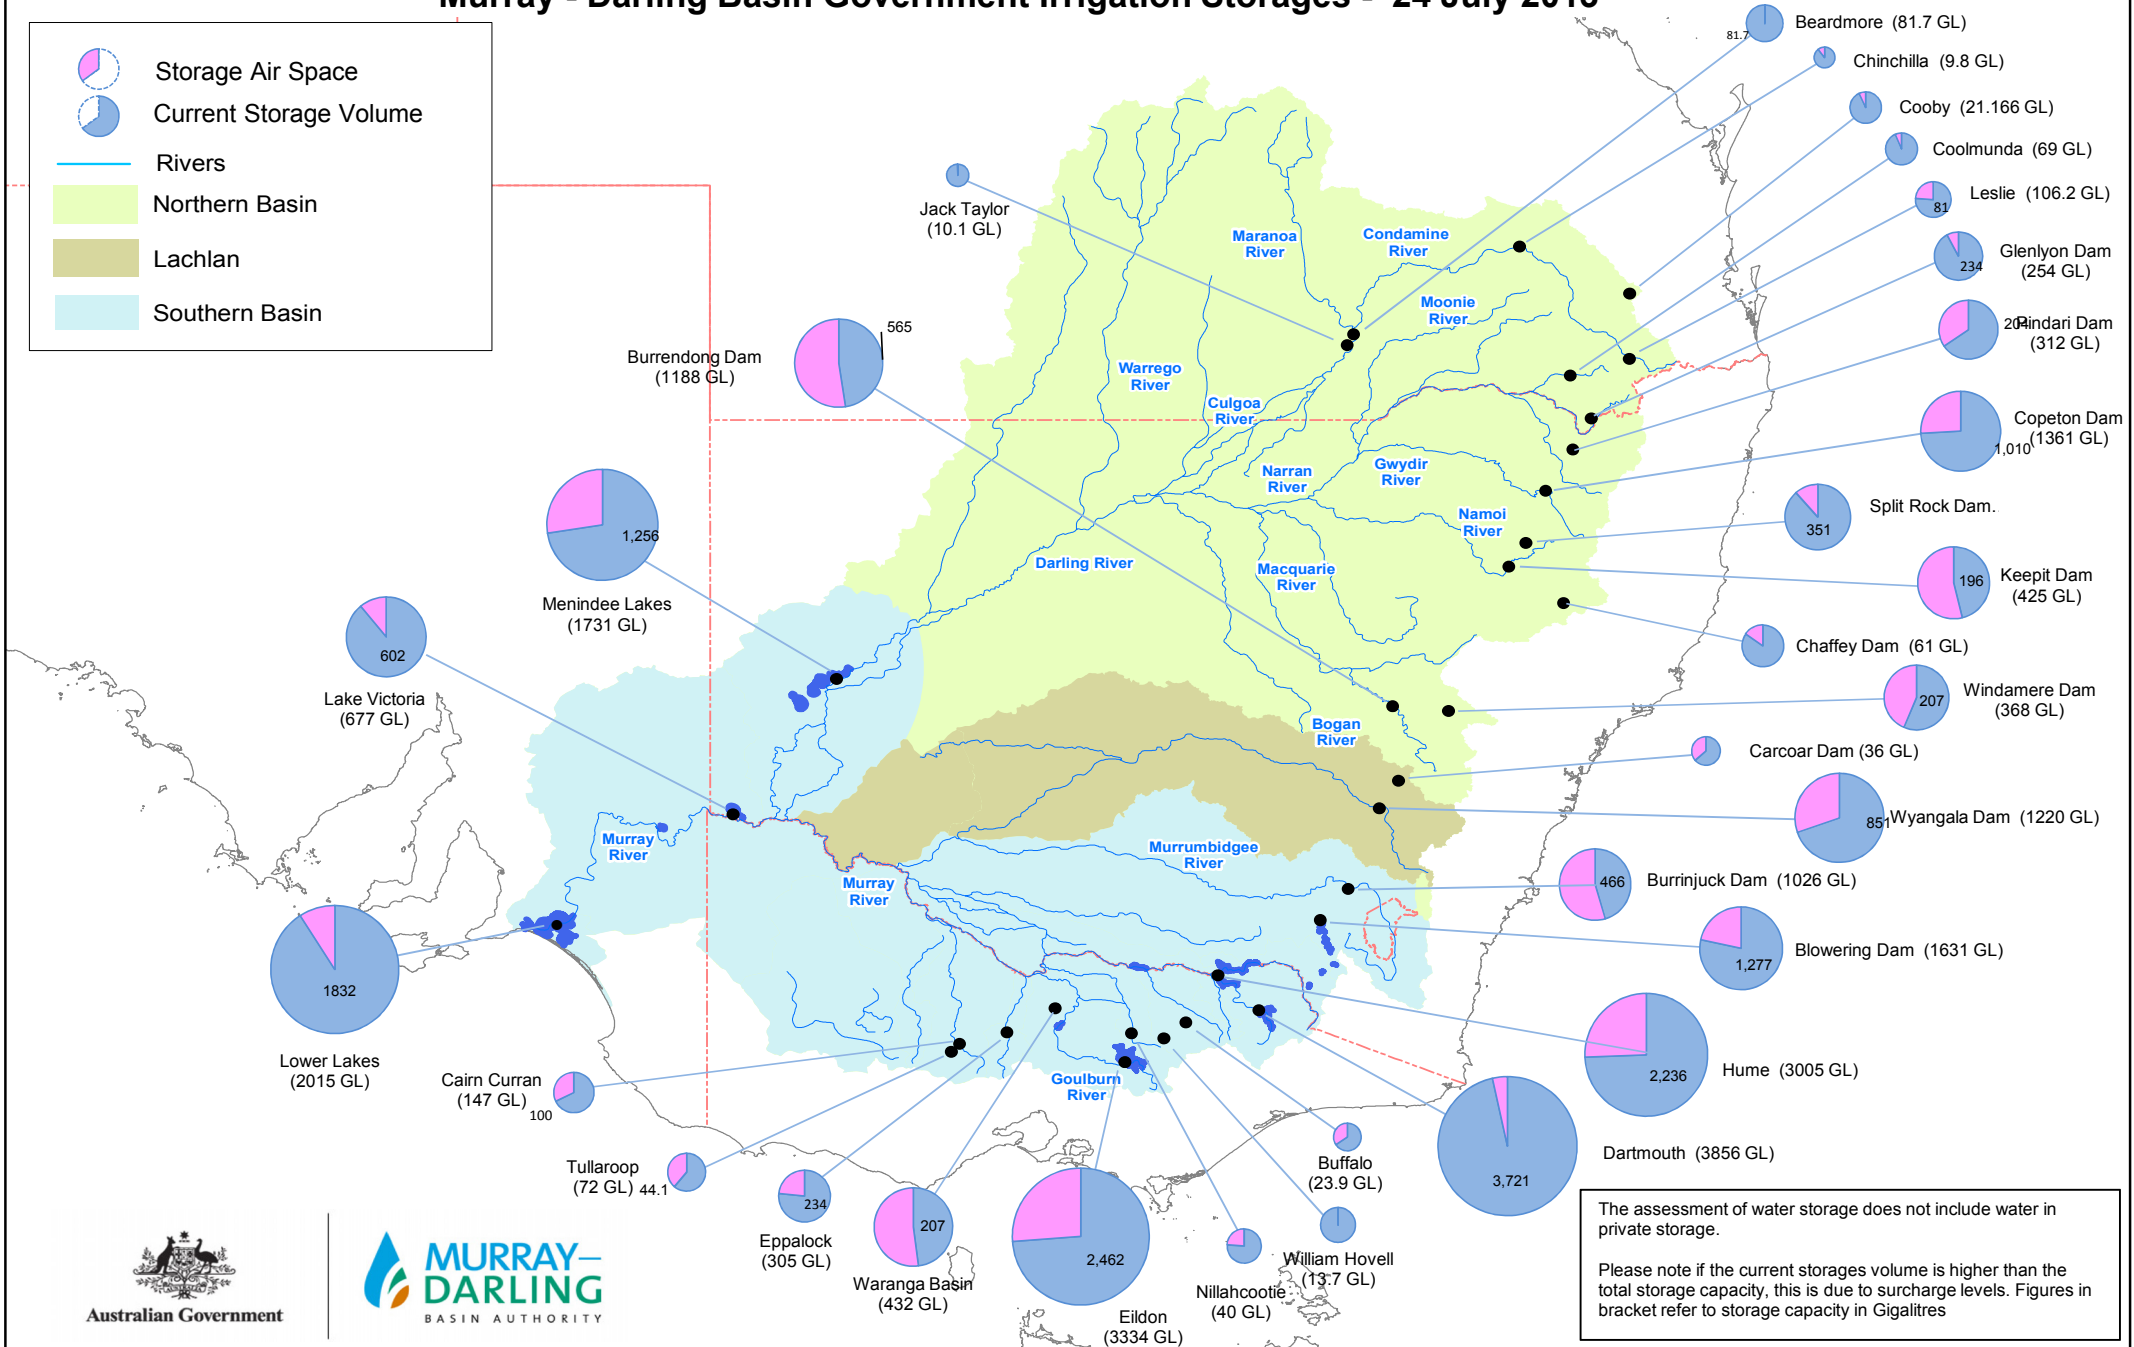 Murray - Darling Basin Government Irrigation Storages - 24 July 2013
Storage Air Space
Current Storage Volume
Rivers
Northern Basin
Lachlan
Southern Basin
81.7
Beardmore (81.7 GL)
Chinchilla (9.8 GL)
Cooby (21.166 GL)
Coolmunda (69 GL)
Leslie (106.2 GL)
81
Glenlyon Dam
(254 GL)
234
Pindari Dam
(312 GL)
204
Copeton Dam
(1361 GL)
1,010
Split Rock Dam.
351
Keepit Dam
(425 GL)
196
Chaffey Dam (61 GL)
Windamere Dam
(368 GL)
207
Carcoar Dam (36 GL)
Wyangala Dam (1220 GL)
851
Burrinjuck Dam (1026 GL)
466
Blowering Dam (1631 GL)
1,277
Hume (3005 GL)
2,236
Dartmouth (3856 GL)
3,721
Jack Taylor
(10.1 GL)
Burrendong Dam
(1188 GL)
565
Menindee Lakes
(1731 GL)
1,256
Lake Victoria
(677 GL)
602
Lower Lakes
(2015 GL)
1832
Cairn Curran
(147 GL)
100
Tullaroop
(72 GL)
44.1
Eppalock
(305 GL)
234
Waranga Basin
(432 GL)
207
Eildon
(3334 GL)
2,462
Nillahcootie
(40 GL)
William Hovell
(13.7 GL)
Buffalo
(23.9 GL)
Maranoa
River
Condamine
River
Moonie
River
Warrego
River
Culgoa
River
Narran
River
Gwydir
River
Namoi
River
Darling River
Macquarie
River
Bogan
River
Murray
River
Murray
River
Murrumbidgee
River
Goulburn
River
Australian Government
MURRAY–
DARLING
BASIN AUTHORITY
The assessment of water storage does not include water in
private storage.
Please note if the current storages volume is higher than the
total storage capacity, this is due to surcharge levels. Figures in
bracket refer to storage capacity in Gigalitres